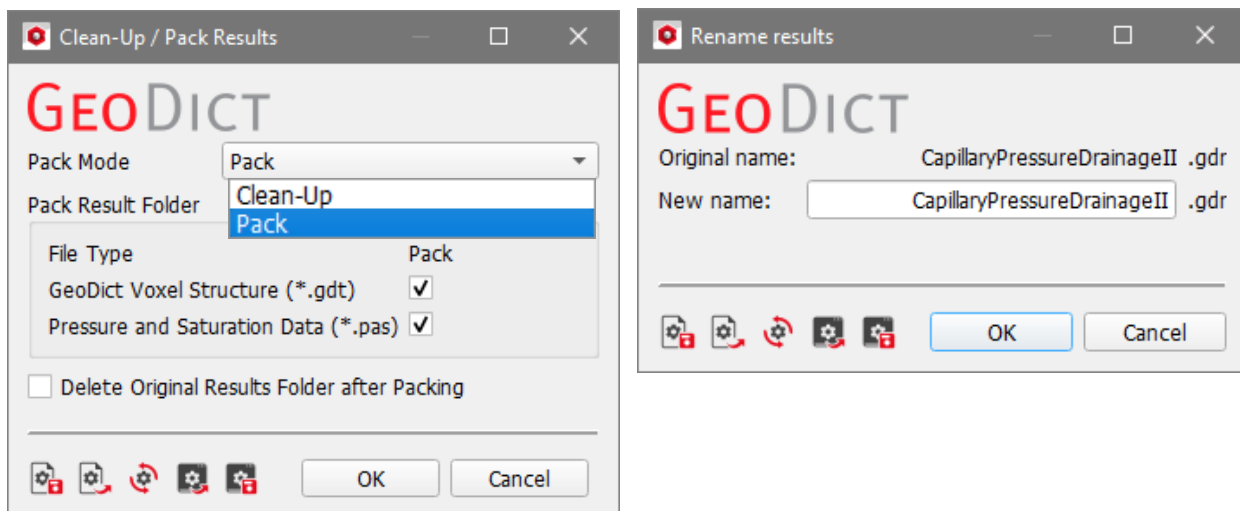 Clean-Up / Pack Results
GEODICT
Pack Mode Pack
Clean-Up
Pack Result Folder
Pack
File Type Pack
GeoDict Voxel Structure (*.gdt)
Pressure and Saturation Data (*.pas)
Delete Original Results Folder after Packing
OK Cancel
Rename results
GEODICT
Original name: CapillaryPressureDrainageII .gdr
New name: CapillaryPressureDrainageII .gdr
OK Cancel